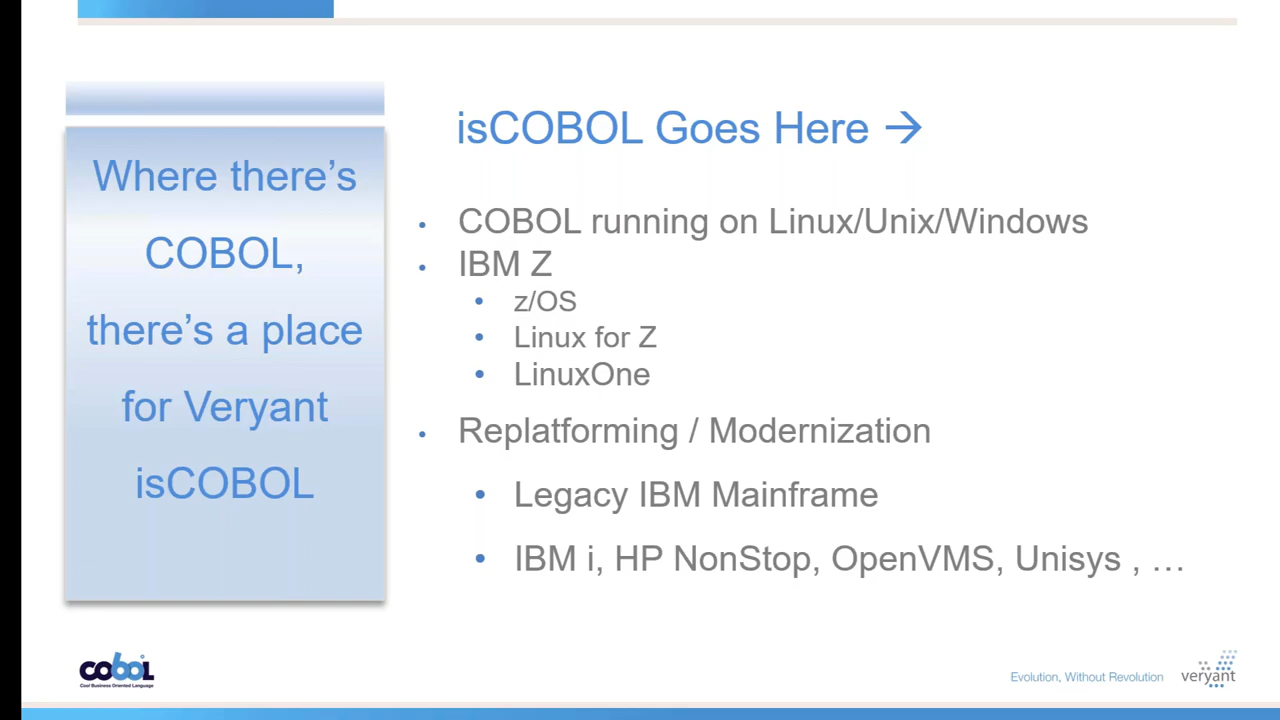 Where there's
COBOL,
there's a place
for Veryant
isCOBOL
isCOBOL Goes Here →
• COBOL running on Linux/Unix/Windows
• IBM Z
• z/OS
• Linux for Z
• LinuxOne
• Replatforming / Modernization
• Legacy IBM Mainframe
• IBM i, HP NonStop, OpenVMS, Unisys , …
cobol
Cool Business Oriented Language
Evolution, Without Revolution
veryant